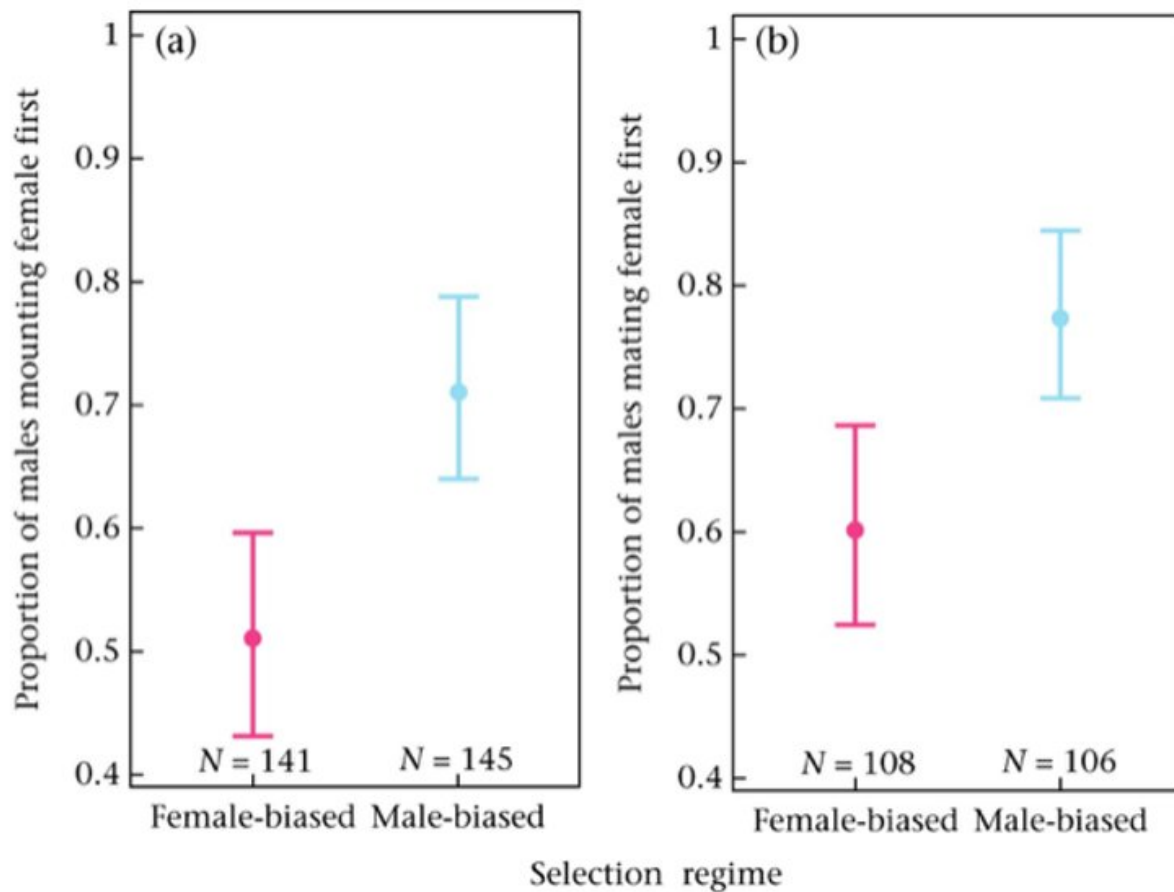 (a)
Proportion of males mounting female first
1
0.9
0.8
0.7
0.6
0.5
0.4
N = 141
N = 145
Female-biased
Male-biased
(b)
Proportion of males mating female first
1
0.9
0.8
0.7
0.6
0.5
0.4
N = 108
N = 106
Female-biased
Male-biased
Selection regime